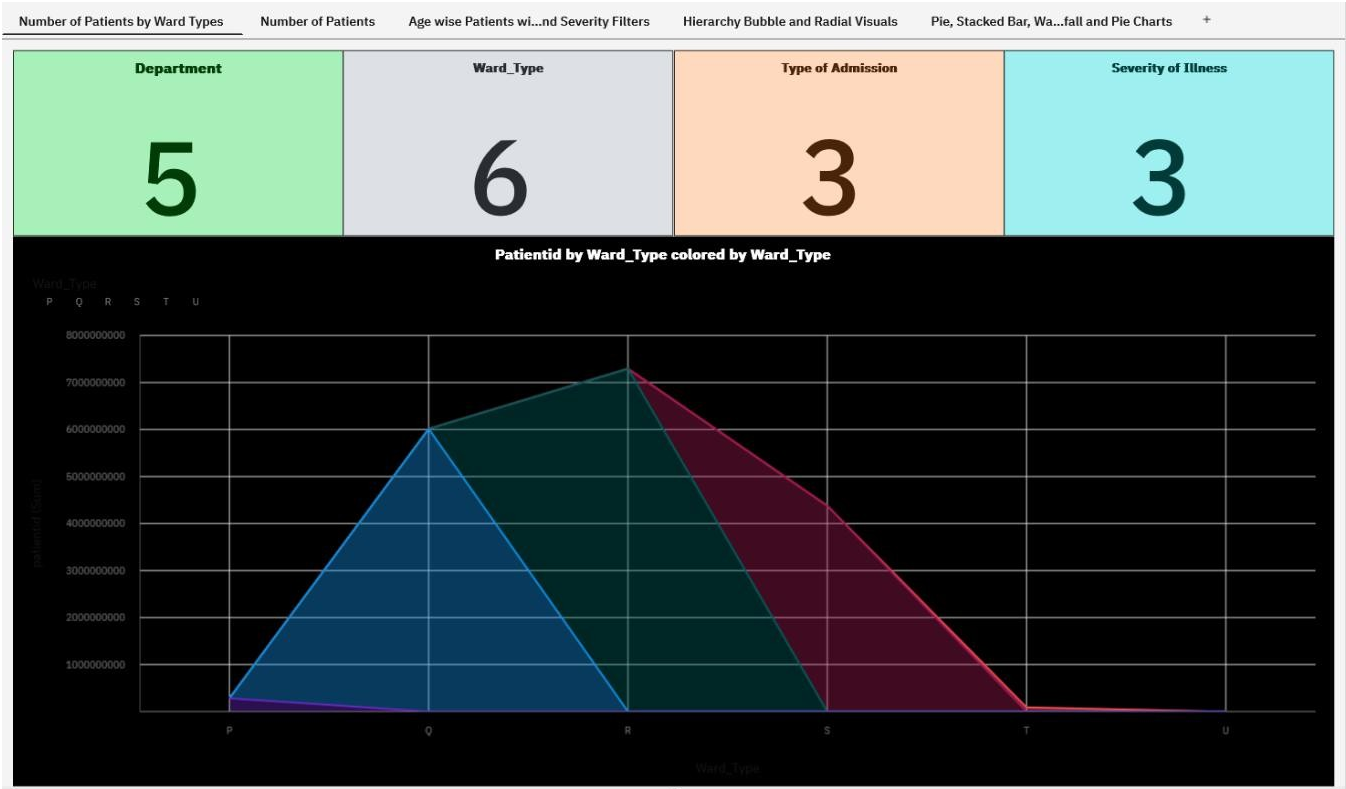 Number of Patients by Ward Types Number of Patients Age wise Patients wi...nd Severity Filters Hierarchy Bubble and Radial Visuals Pie, Stacked Bar, Wa...fall and Pie Charts +
Department Ward_Type Type of Admission Severity of Illness
5 6 3 3
Patientid by Ward_Type colored by Ward_Type
Ward_Type
P Q R S T U
8000000000
7000000000
6000000000
5000000000
4000000000
3000000000
2000000000
1000000000
patientid (Sum)
P Q R S T U
Ward_Type